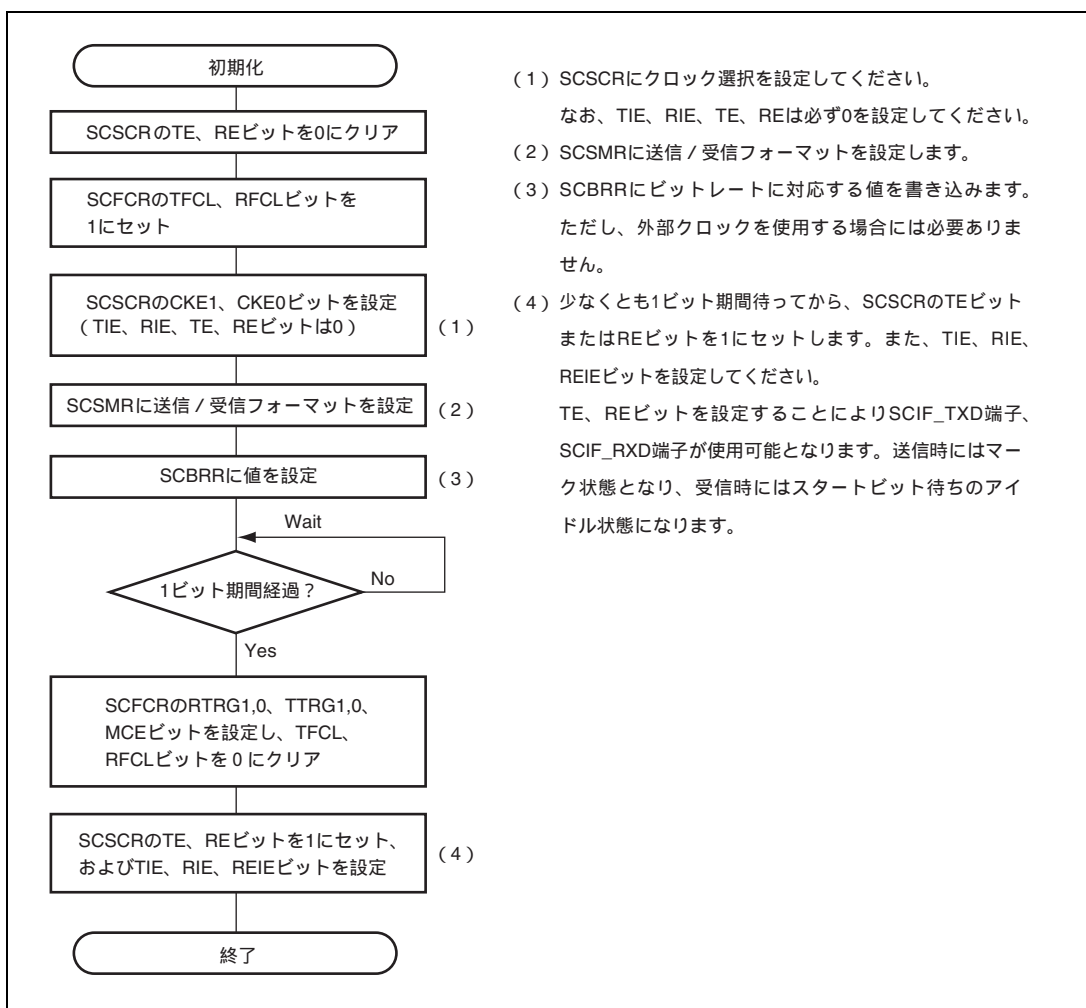 初期化
SCSCRのTE、REビットを0にクリア
SCFCRのTFCL、RFCLビットを
1にセット
SCSCRのCKE1、CKE0ビットを設定
（TIE、RIE、TE、REビットは0）
（1）
SCSMRに送信／受信フォーマットを設定
（2）
SCBRRに値を設定
（3）
Wait
1ビット期間経過？
No
Yes
SCFCRのRTRG1,0、TTRG1,0、
MCEビットを設定し、TFCL、
RFCLビットを０にクリア
SCSCRのTE、REビットを1にセット、
およびTIE、RIE、REIEビットを設定
（4）
終了
（1）SCSCRにクロック選択を設定してください。
なお、TIE、RIE、TE、REは必ず0を設定してください。
（2）SCSMRに送信／受信フォーマットを設定します。
（3）SCBRRにビットレートに対応する値を書き込みます。
ただし、外部クロックを使用する場合には必要ありま
せん。
（4）少なくとも1ビット期間待ってから、SCSCRのTEビット
またはREビットを1にセットします。また、TIE、RIE、
REIEビットを設定してください。
TE、REビットを設定することによりSCIF_TXD端子、
SCIF_RXD端子が使用可能となります。送信時にはマー
ク状態となり、受信時にはスタートビット待ちのアイ
ドル状態になります。